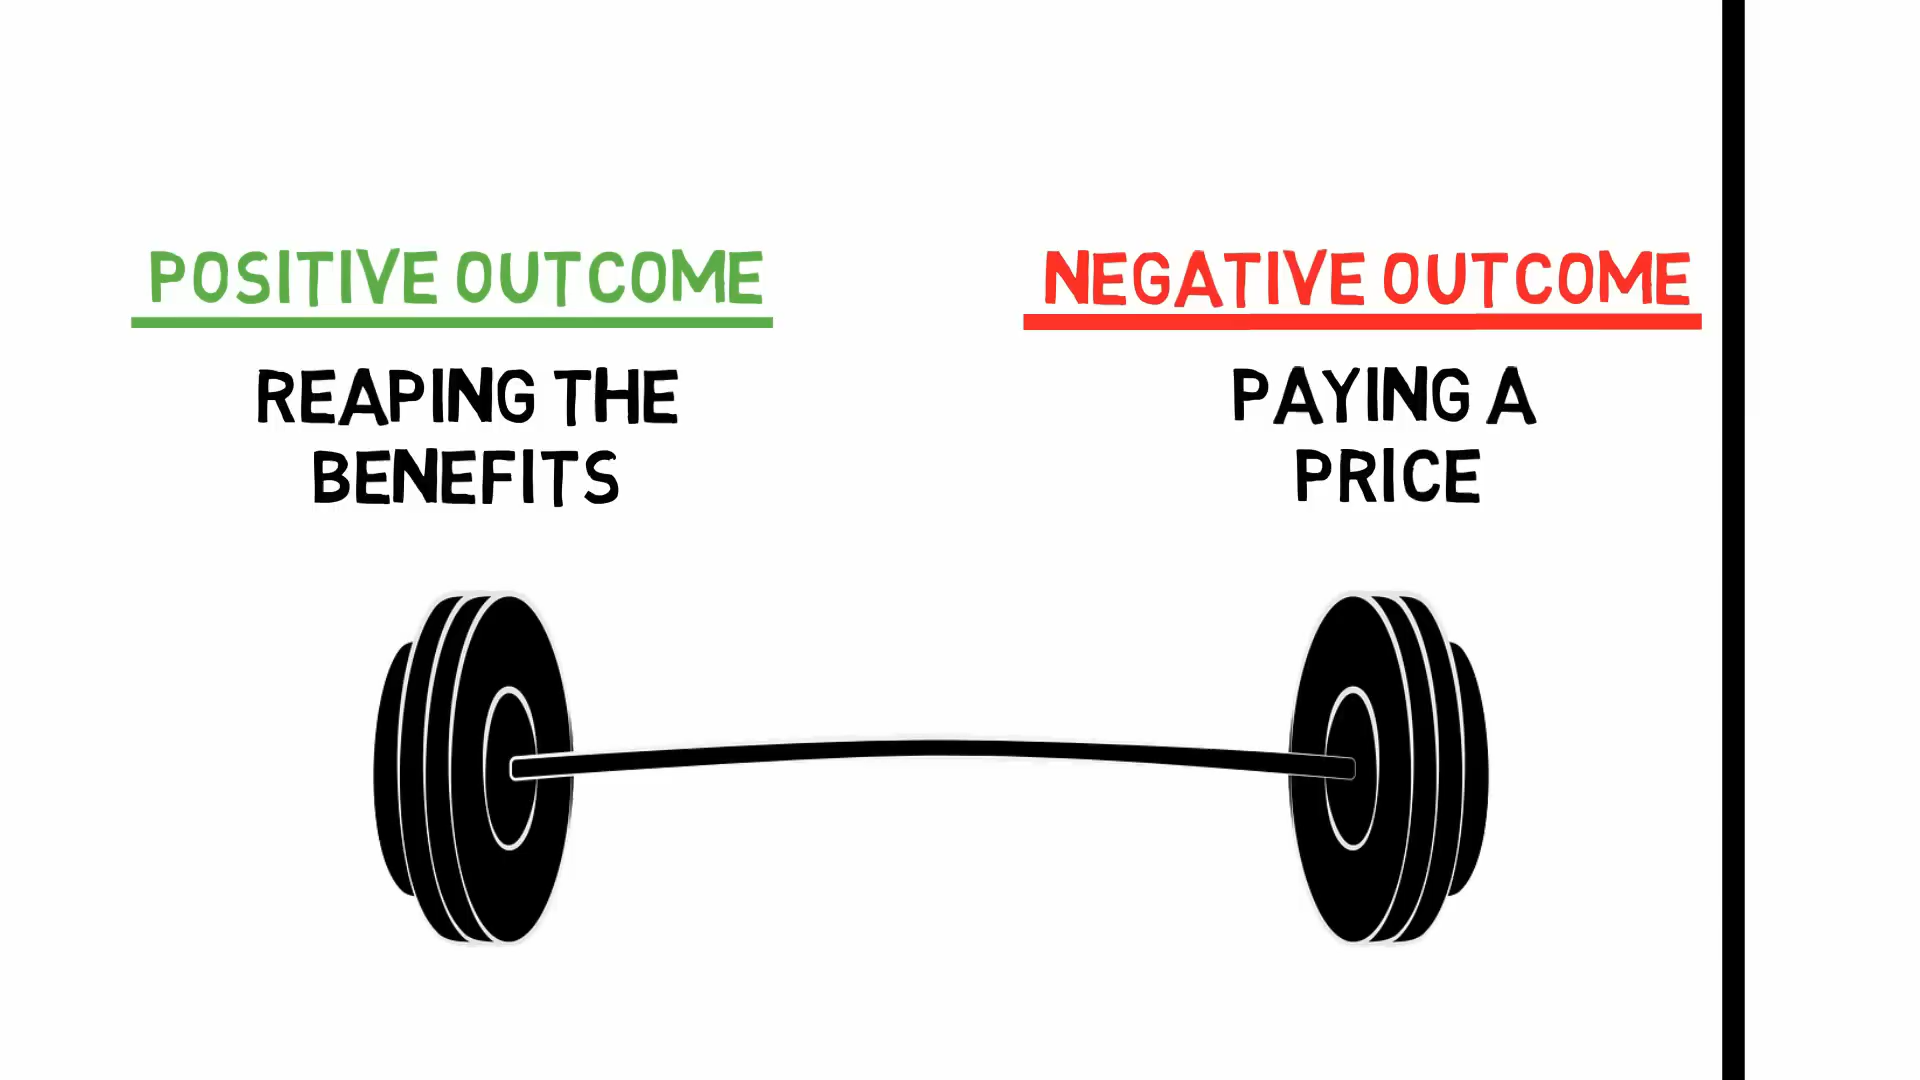 POSITIVE OUTCOME
REAPING THE
BENEFITS
NEGATIVE OUTCOME
PAYING A
PRICE